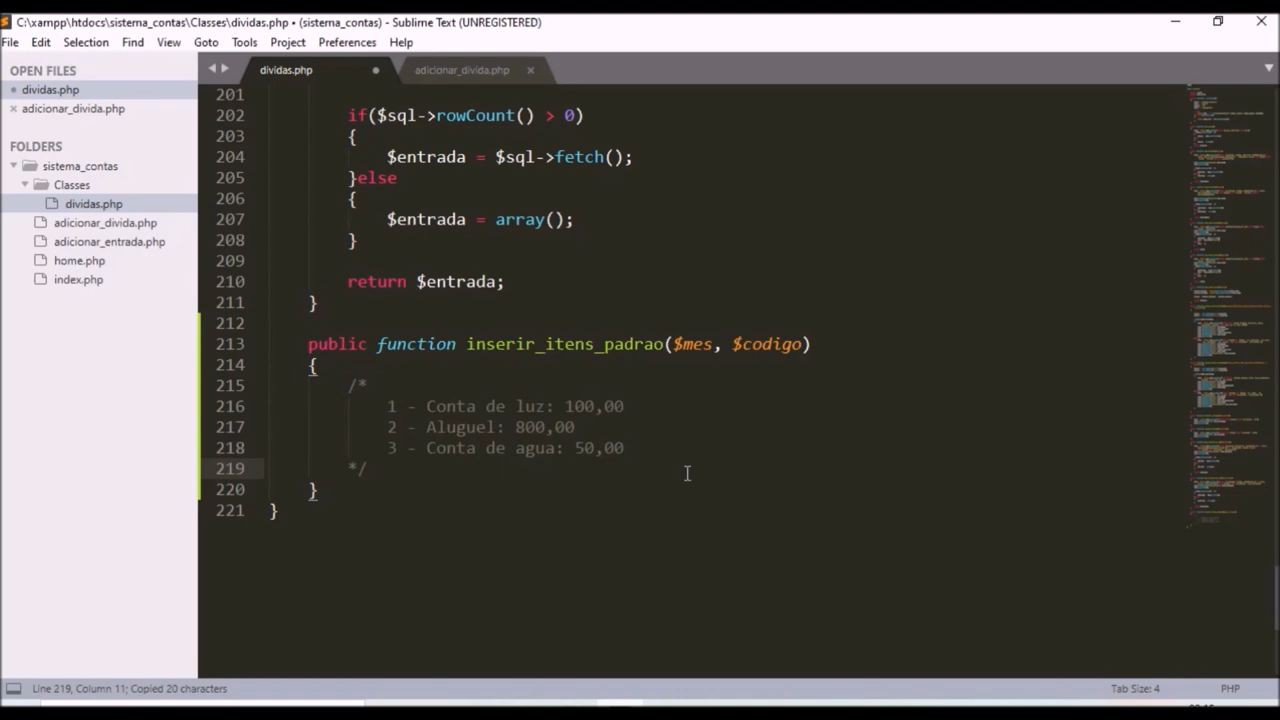 C:\xampp\htdocs\sistema_contas\Classes\dividas.php • (sistema_contas) - Sublime Text (UNREGISTERED)
File Edit Selection Find View Goto Tools Project Preferences Help
OPEN FILES
dividas.php
adicionar_divida.php
FOLDERS
sistema_contas
Classes
dividas.php
adicionar_divida.php
adicionar_entrada.php
home.php
index.php
dividas.php adicionar_divida.php
201
202 if($sql->rowCount() > 0)
203 {
204 $entrada = $sql->fetch();
205 }else
206 {
207 $entrada = array();
208 }
209
210 return $entrada;
211 }
212
213 public function inserir_itens_padrao($mes, $codigo)
214 {
215 /*
216 1 - Conta de luz: 100,00
217 2 - Aluguel: 800,00
218 3 - Conta de agua: 50,00
219 */
220 }
221 }
Line 219, Column 11; Copied 20 characters Tab Size: 4 PHP